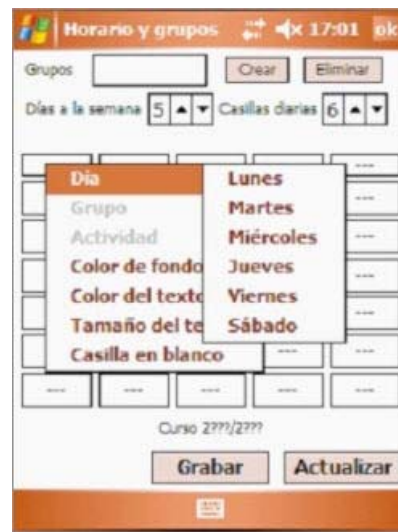 Horario y grupos 17:01 ok
Grupos Crear Eliminar
Días a la semana 5 Casillas diarias 6
---
Día Lunes
---
Grupo Martes
Actividad Miércoles
---
Color de fondo Jueves
---
Color del texto Viernes
---
Tamaño del te Sábado
---
Casilla en blanco --- ---
--- --- --- --- ---
Curso 2???/2???
Grabar Actualizar